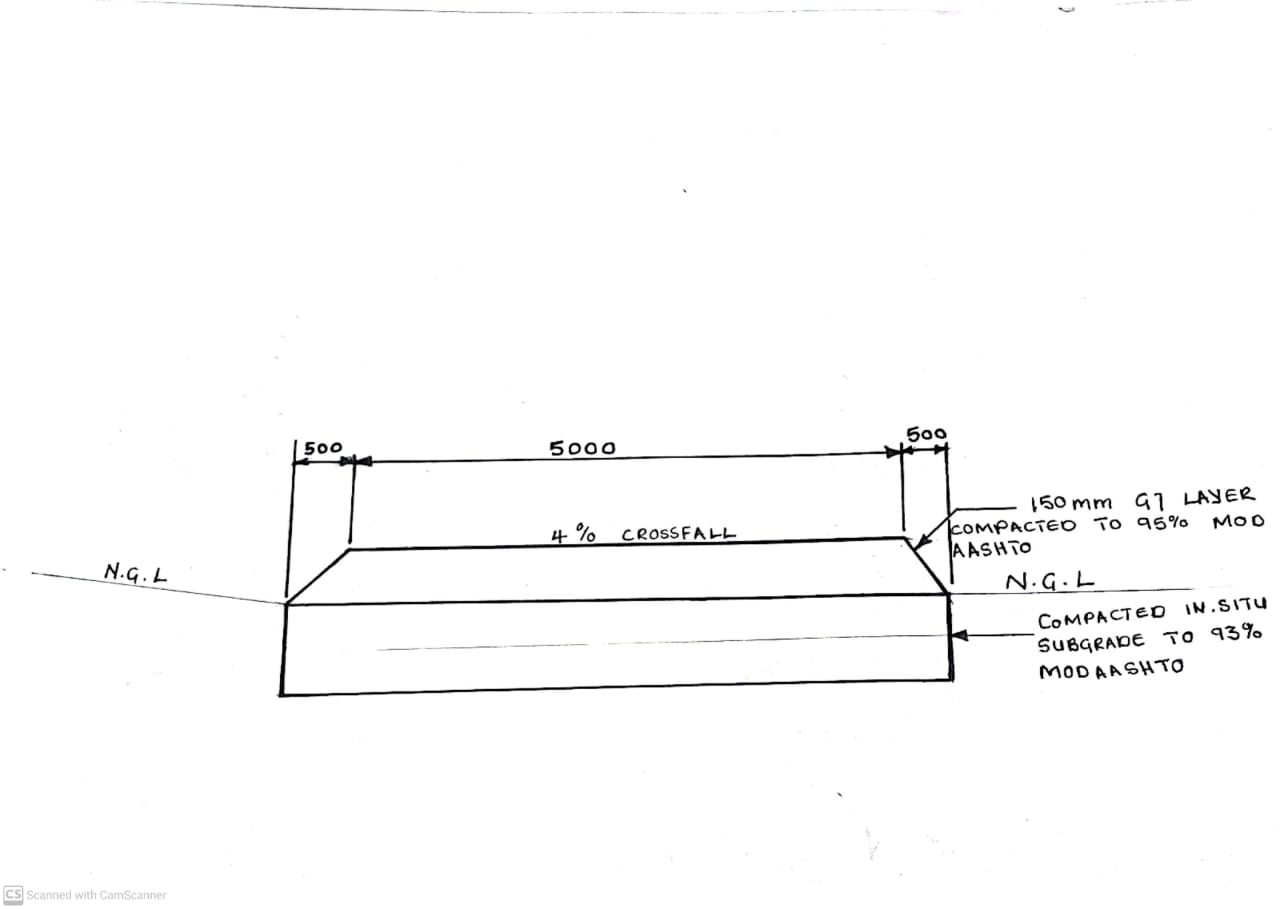 500
5000
500
150mm G7 LAYER
COMPACTED TO 95% MOD
AASHTO
4% CROSSFALL
N.G.L
N.G.L
COMPACTED IN.SITU
SUBGRADE TO 93%
MODAASHTO
CS Scanned with CamScanner